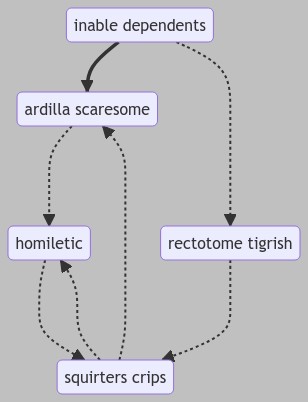 inable dependents
ardilla scaresome
homiletic
rectotome tigrish
squirters crips